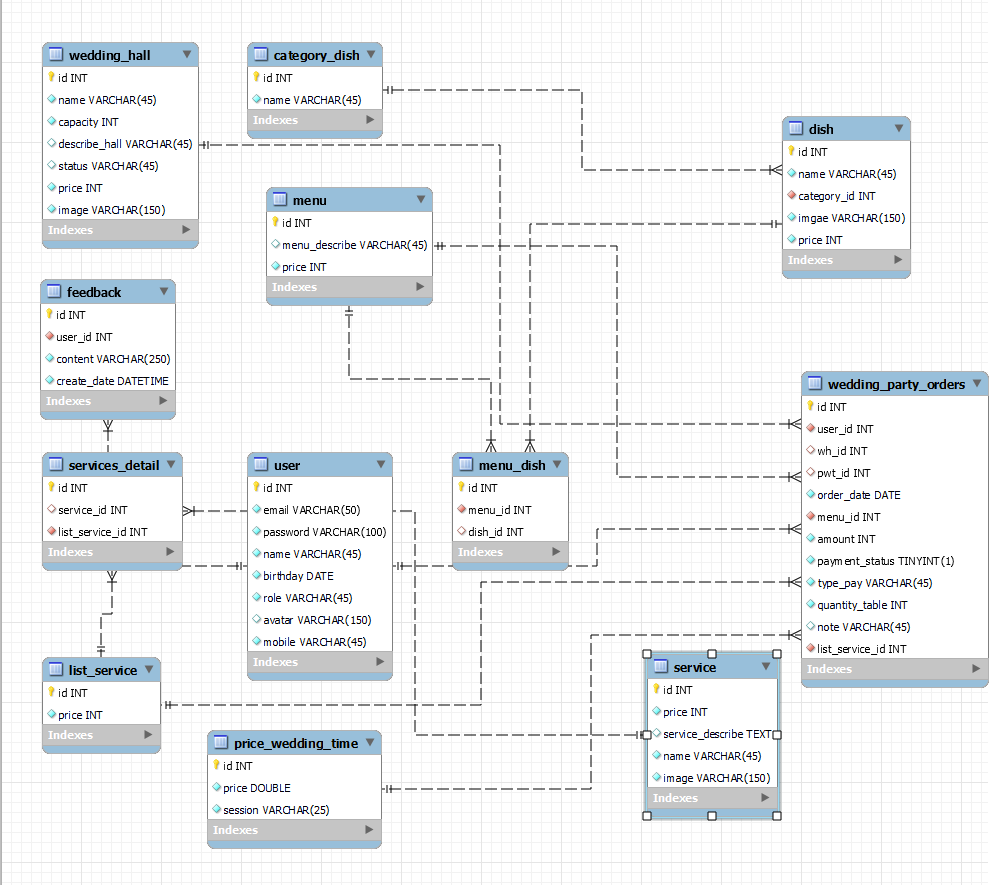 wedding_hall
id INT
name VARCHAR(45)
capacity INT
describe_hall VARCHAR(45)
status VARCHAR(45)
price INT
image VARCHAR(150)
Indexes
category_dish
id INT
name VARCHAR(45)
Indexes
dish
id INT
name VARCHAR(45)
category_id INT
imgae VARCHAR(150)
price INT
Indexes
menu
id INT
menu_describe VARCHAR(45)
price INT
Indexes
feedback
id INT
user_id INT
content VARCHAR(250)
create_date DATETIME
Indexes
wedding_party_orders
id INT
user_id INT
wh_id INT
pwt_id INT
order_date DATE
menu_id INT
amount INT
payment_status TINYINT(1)
type_pay VARCHAR(45)
quantity_table INT
note VARCHAR(45)
list_service_id INT
Indexes
services_detail
id INT
service_id INT
list_service_id INT
Indexes
user
id INT
email VARCHAR(50)
password VARCHAR(100)
name VARCHAR(45)
birthday DATE
role VARCHAR(45)
avatar VARCHAR(150)
mobile VARCHAR(45)
Indexes
menu_dish
id INT
menu_id INT
dish_id INT
Indexes
list_service
id INT
price INT
Indexes
service
id INT
price INT
service_describe TEXT
name VARCHAR(45)
image VARCHAR(150)
Indexes
price_wedding_time
id INT
price DOUBLE
session VARCHAR(25)
Indexes